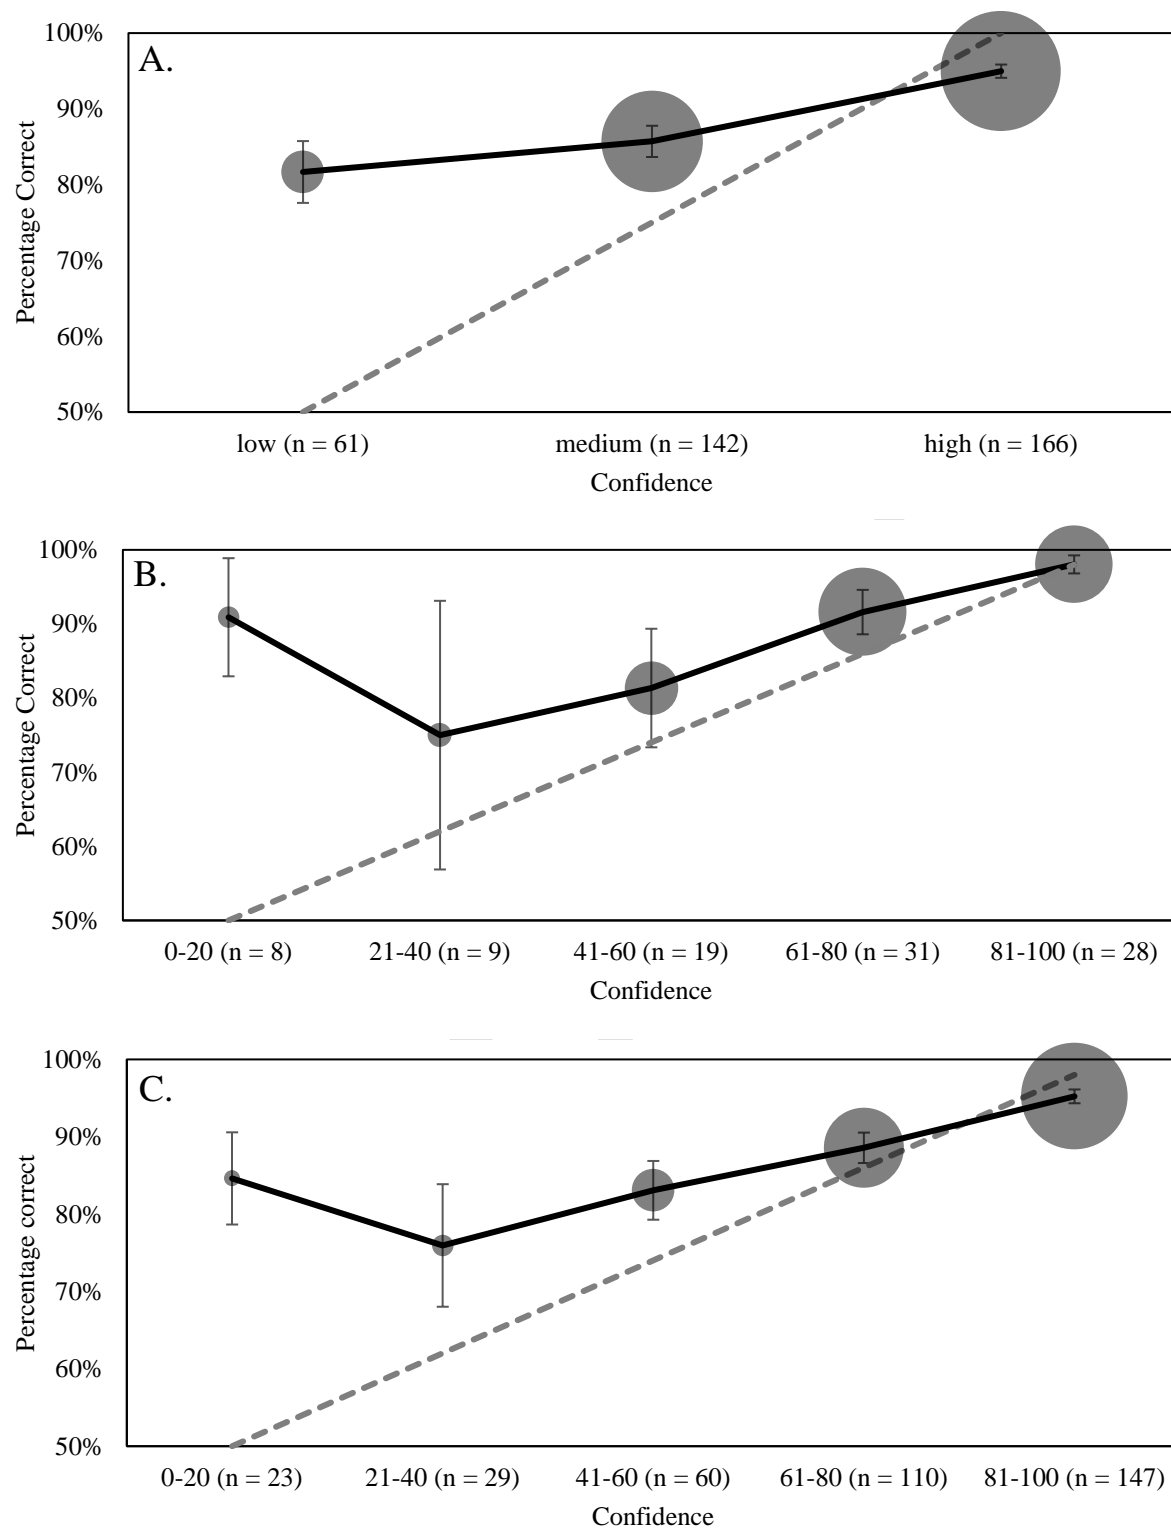 A.
100%
90%
80%
70%
60%
50%
Percentage Correct
low (n = 61) medium (n = 142) high (n = 166)
Confidence
B.
100%
90%
80%
70%
60%
50%
Percentage Correct
0-20 (n = 8) 21-40 (n = 9) 41-60 (n = 19) 61-80 (n = 31) 81-100 (n = 28)
Confidence
C.
100%
90%
80%
70%
60%
50%
Percentage correct
0-20 (n = 23) 21-40 (n = 29) 41-60 (n = 60) 61-80 (n = 110) 81-100 (n = 147)
Confidence